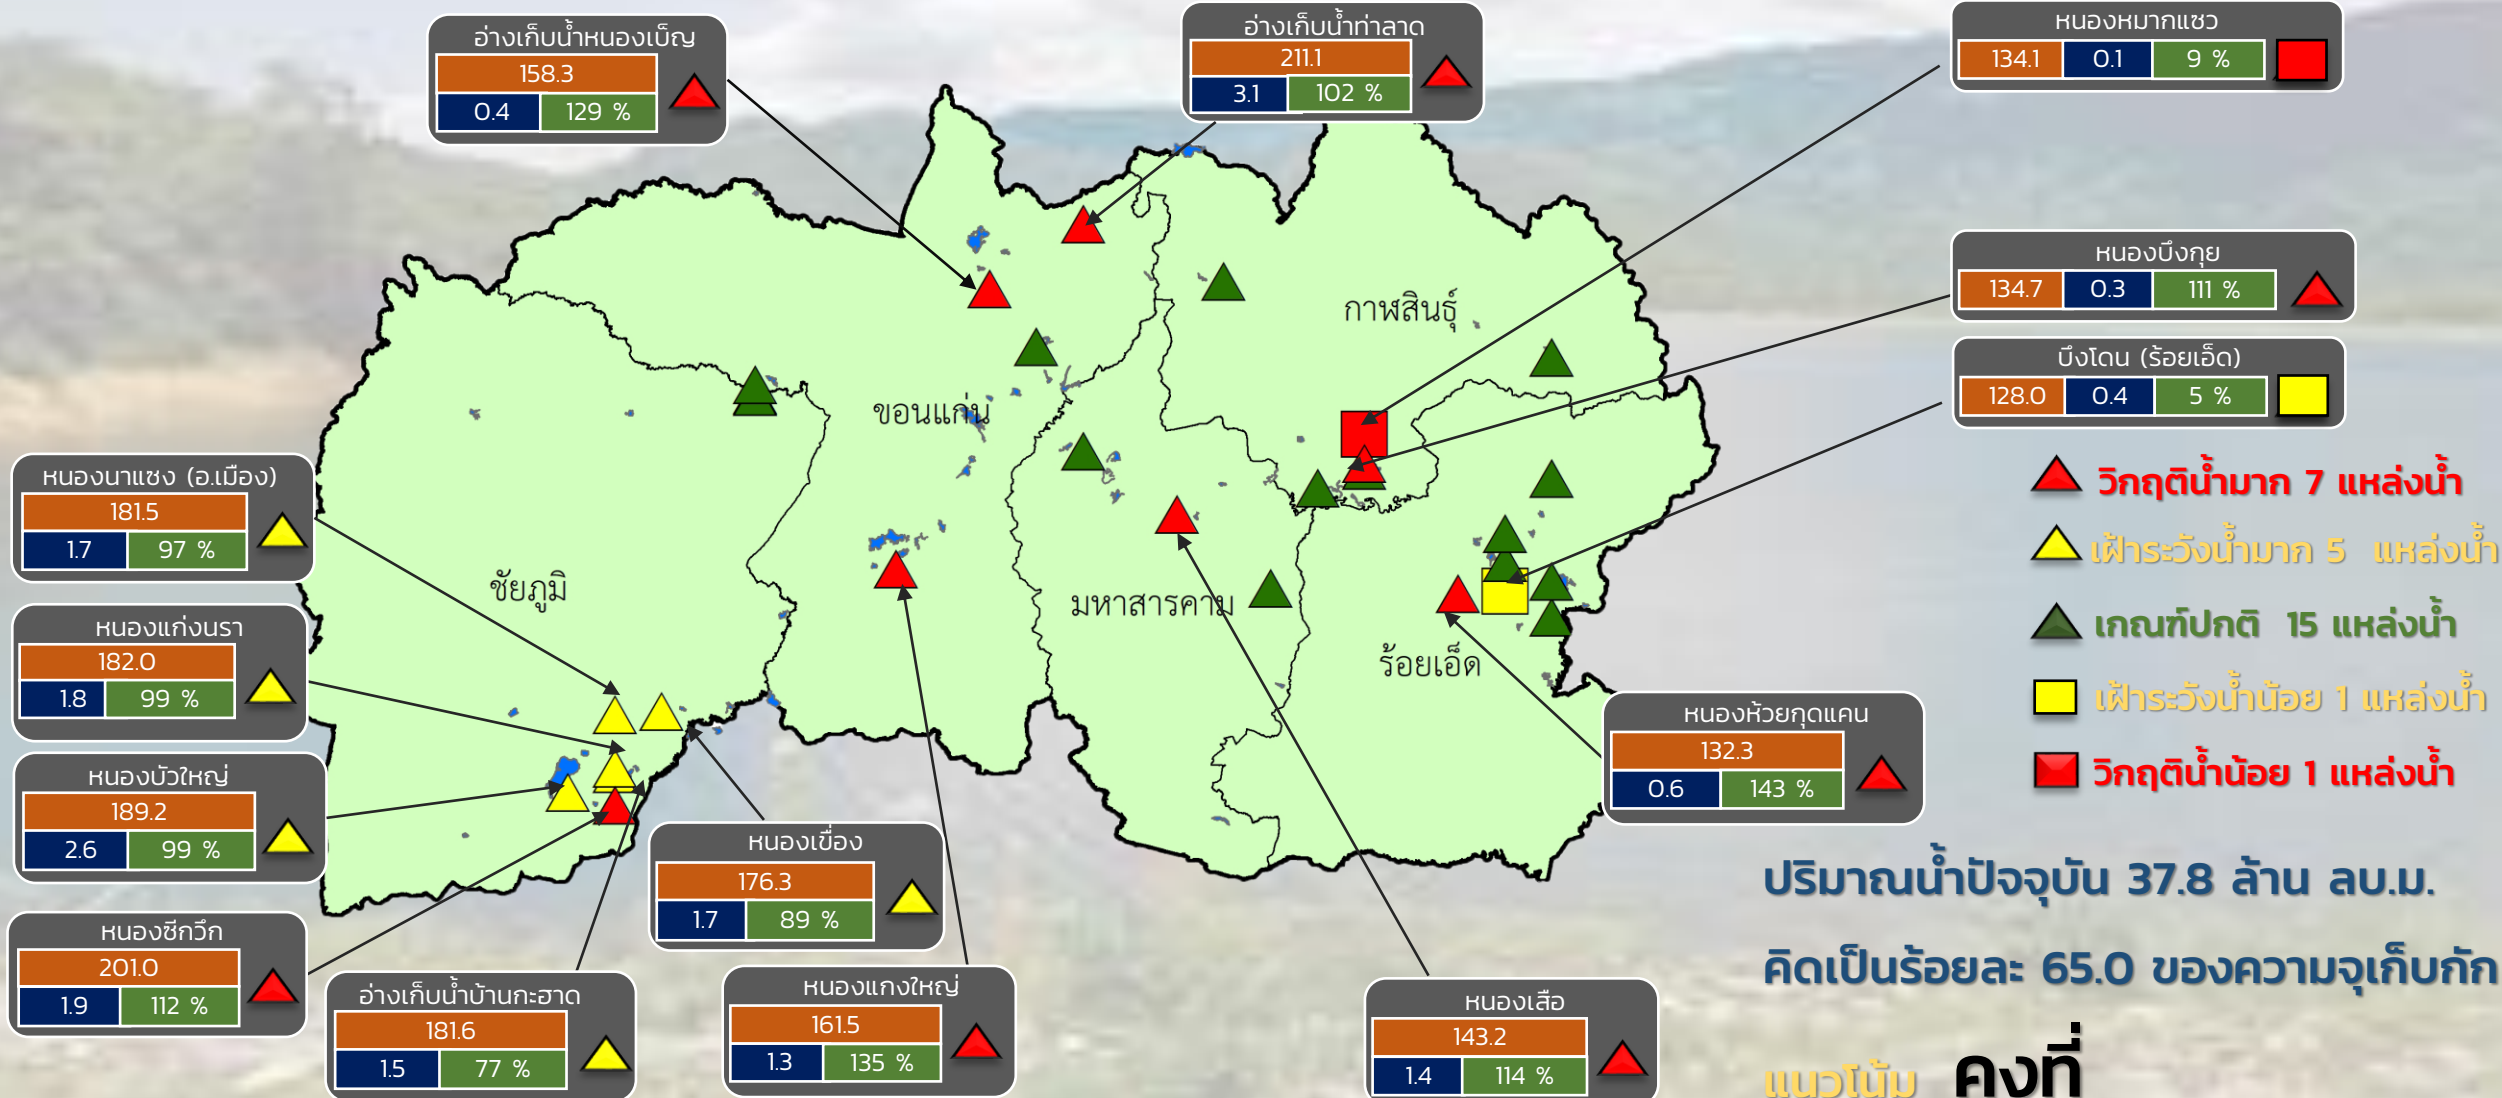 อ่างเก็บน้ำหนองเบ็ญ
158.3
0.4 129 %
อ่างเก็บน้ำท่าลาด
211.1
3.1 102 %
หนองหมากแซว
134.1 0.1 9 %
หนองบึงกุย
134.7 0.3 111 %
บึงโดน (ร้อยเอ็ด)
128.0 0.4 5 %
กาฬสินธุ์
ขอนแก่น
ชัยภูมิ
มหาสารคาม
ร้อยเอ็ด
หนองนาแซง (อ.เมือง)
181.5
1.7 97 %
หนองแก่งนรา
182.0
1.8 99 %
หนองบัวใหญ่
189.2
2.6 99 %
หนองซีกวึก
201.0
1.9 112 %
อ่างเก็บน้ำบ้านกะฮาด
181.6
1.5 77 %
หนองเขื่อง
176.3
1.7 89 %
หนองแกงใหญ่
161.5
1.3 135 %
หนองเสือ
143.2
1.4 114 %
หนองห้วยกุดแคน
132.3
0.6 143 %
วิกฤติน้ำมาก 7 แหล่งน้ำ
เฝ้าระวังน้ำมาก 5 แหล่งน้ำ
เกณฑ์ปกติ 15 แหล่งน้ำ
เฝ้าระวังน้ำน้อย 1 แหล่งน้ำ
วิกฤติน้ำน้อย 1 แหล่งน้ำ
ปริมาณน้ำปัจจุบัน 37.8 ล้าน ลบ.ม.
คิดเป็นร้อยละ 65.0 ของความจุเก็บกัก
แนวโน้ม คงที่